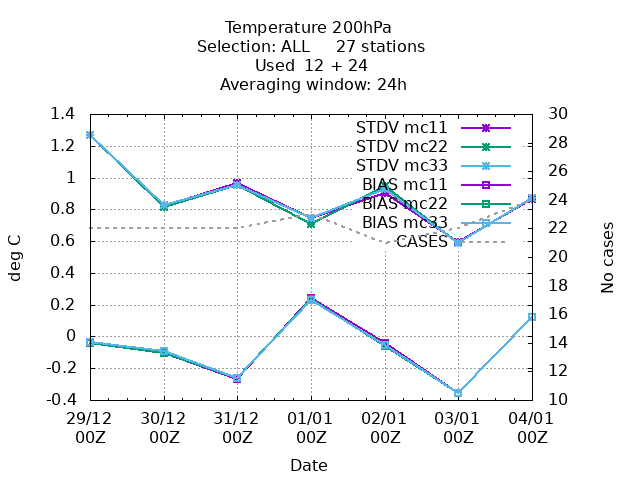 Temperature 200hPa
Selection: ALL     27 stations
Used  12 + 24
Averaging window: 24h
STDV mc11
STDV mc22
STDV mc33
BIAS mc11
BIAS mc22
BIAS mc33
CASES
deg C
1.4
1.2
1
0.8
0.6
0.4
0.2
0
-0.2
-0.4
No cases
30
28
26
24
22
20
18
16
14
12
10
29/12 30/12 31/12 01/01 02/01 03/01 04/01
00Z 00Z 00Z 00Z 00Z 00Z 00Z
Date